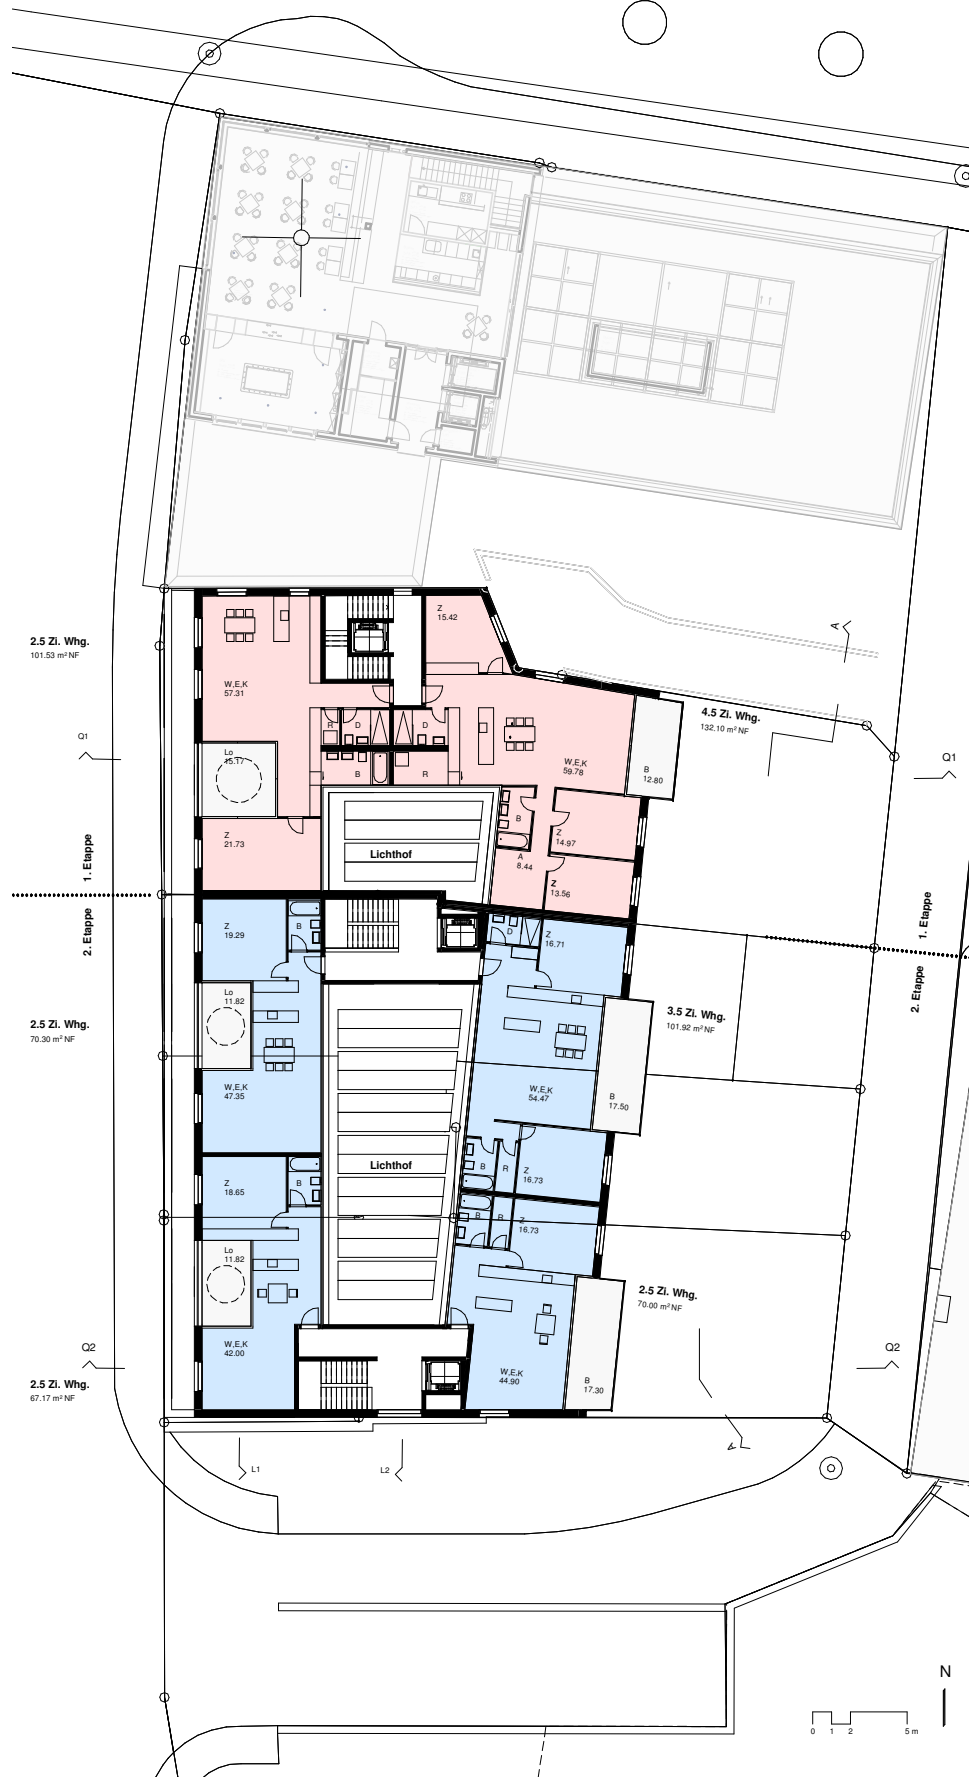 Z
15.42
2.5 Zi. Whg.
101.53 m² NF
W,E,K
57.31
A
4.5 Zi. Whg.
132.10 m² NF
R
D
D
Q1
Lo
15.17
W,E,K
59.78
B
12.80
Q1
B
R
Z
21.73
B
Z
14.97
1. Etappe
Lichthof
A
8.44
Z
13.56
2. Etappe
1. Etappe
Z
19.29
B
D
Z
16.71
2. Etappe
Lo
11.82
2.5 Zi. Whg.
70.30 m² NF
3.5 Zi. Whg.
101.92 m² NF
W,E,K
47.35
W,E,K
54.47
B
17.50
Lichthof
Z
18.65
B
B
R
Z
16.73
B
R
Z
16.73
Lo
11.82
2.5 Zi. Whg.
70.00 m² NF
Q2
W,E,K
42.00
Q2
2.5 Zi. Whg.
67.17 m² NF
W,E,K
44.90
B
17.30
A
L1
L2
N
0 1 2 5 m